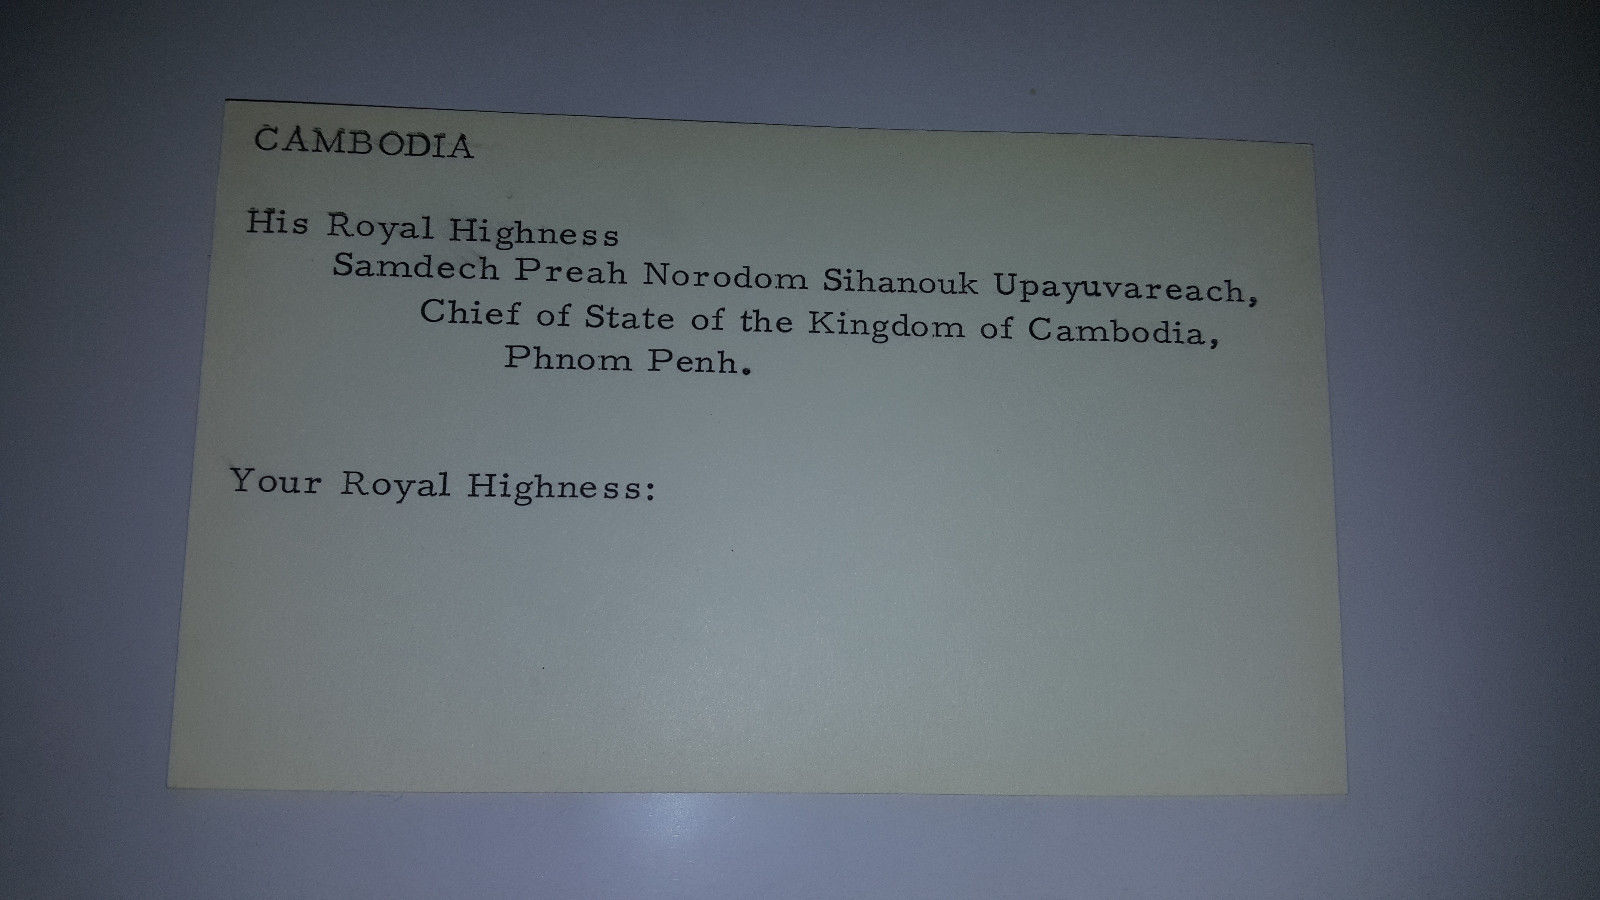 CAMBODIA
His Royal Highness
Samdech Preah Norodom Sihanouk Upayuvareach,
Chief of State of the Kingdom of Cambodia,
Phnom Penh.
Your Royal Highness: